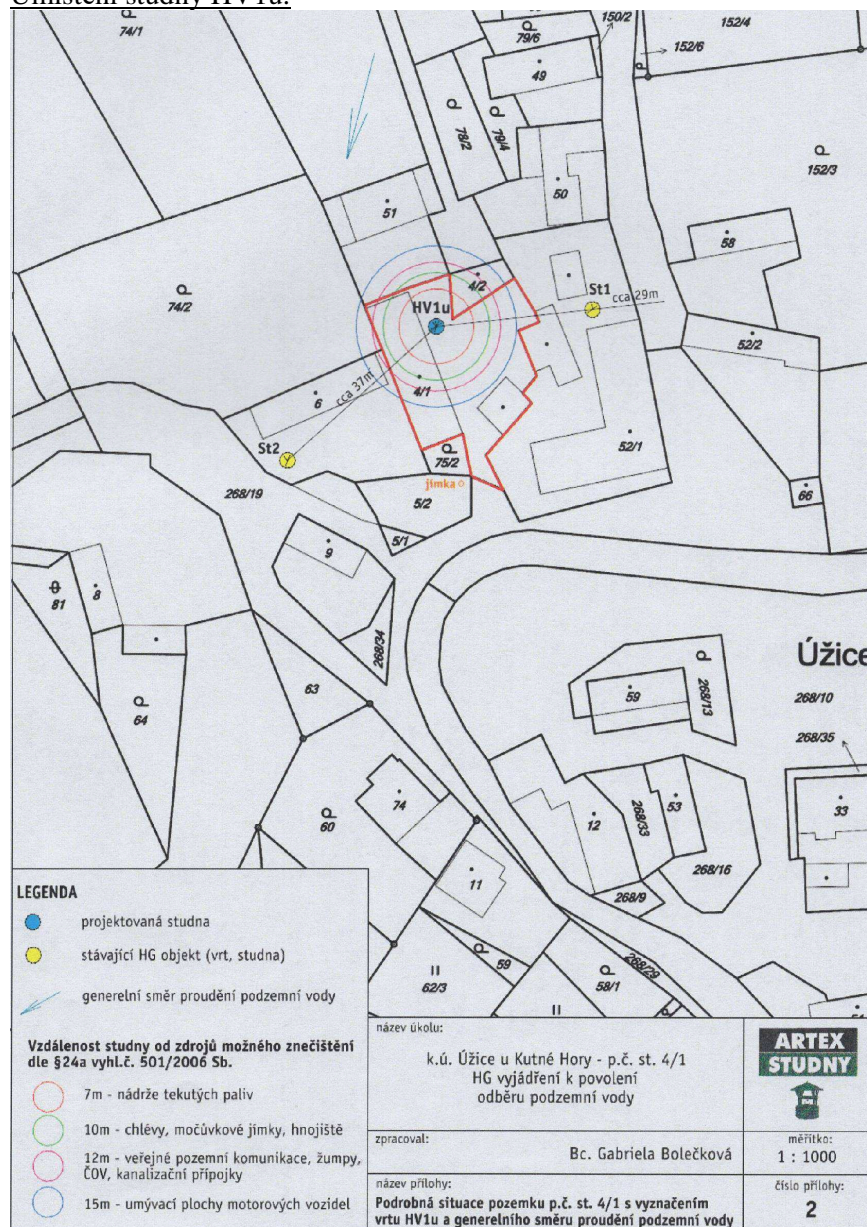 Umístění studny HV1u:
74/1
79/6
150/2
152/4
152/6
49
78/2
79/4
152/3
51
50
58
74/2
4/2
St1
cca 29m
HV1u
52/2
cca 37m
4/1
6
52/1
St2
75/2
jímka
66
268/19
5/2
5/1
9
81
8
268/34
Úžice
63
59
268/13
268/10
64
268/35
74
60
12
268/33
53
33
11
268/16
268/9
59
62/3
58/1
268/29
LEGENDA
projektovaná studna
stávající HG objekt (vrt, studna)
generelní směr proudění podzemní vody
Vzdálenost studny od zdrojů možného znečištění
dle §24a vyhl.č. 501/2006 Sb.
7m - nádrže tekutých paliv
10m - chlévy, močůvkové jímky, hnojiště
12m - veřejné pozemní komunikace, žumpy,
ČOV, kanalizační přípojky
15m - umývací plochy motorových vozidel
název úkolu:
k.ú. Úžice u Kutné Hory - p.č. st. 4/1
HG vyjádření k povolení
odběru podzemní vody
ARTEX
STUDNY
zpracoval:
Bc. Gabriela Bolečková
měřítko:
1 : 1000
název přílohy:
Podrobná situace pozemku p.č. st. 4/1 s vyznačením
vrtu HV1u a generelního směru proudění podzemní vody
číslo přílohy:
2